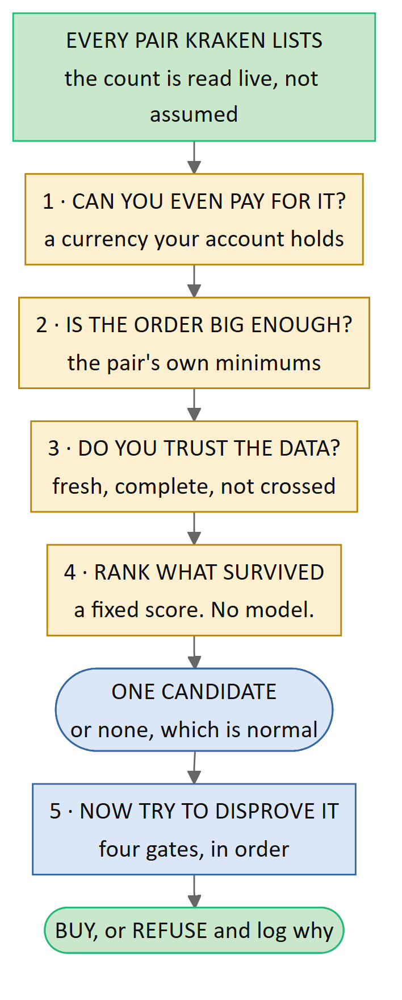 EVERY PAIR KRAKEN LISTS
the count is read live, not
assumed
1 · CAN YOU EVEN PAY FOR IT?
a currency your account holds
2 · IS THE ORDER BIG ENOUGH?
the pair's own minimums
3 · DO YOU TRUST THE DATA?
fresh, complete, not crossed
4 · RANK WHAT SURVIVED
a fixed score. No model.
ONE CANDIDATE
or none, which is normal
5 · NOW TRY TO DISPROVE IT
four gates, in order
BUY, or REFUSE and log why